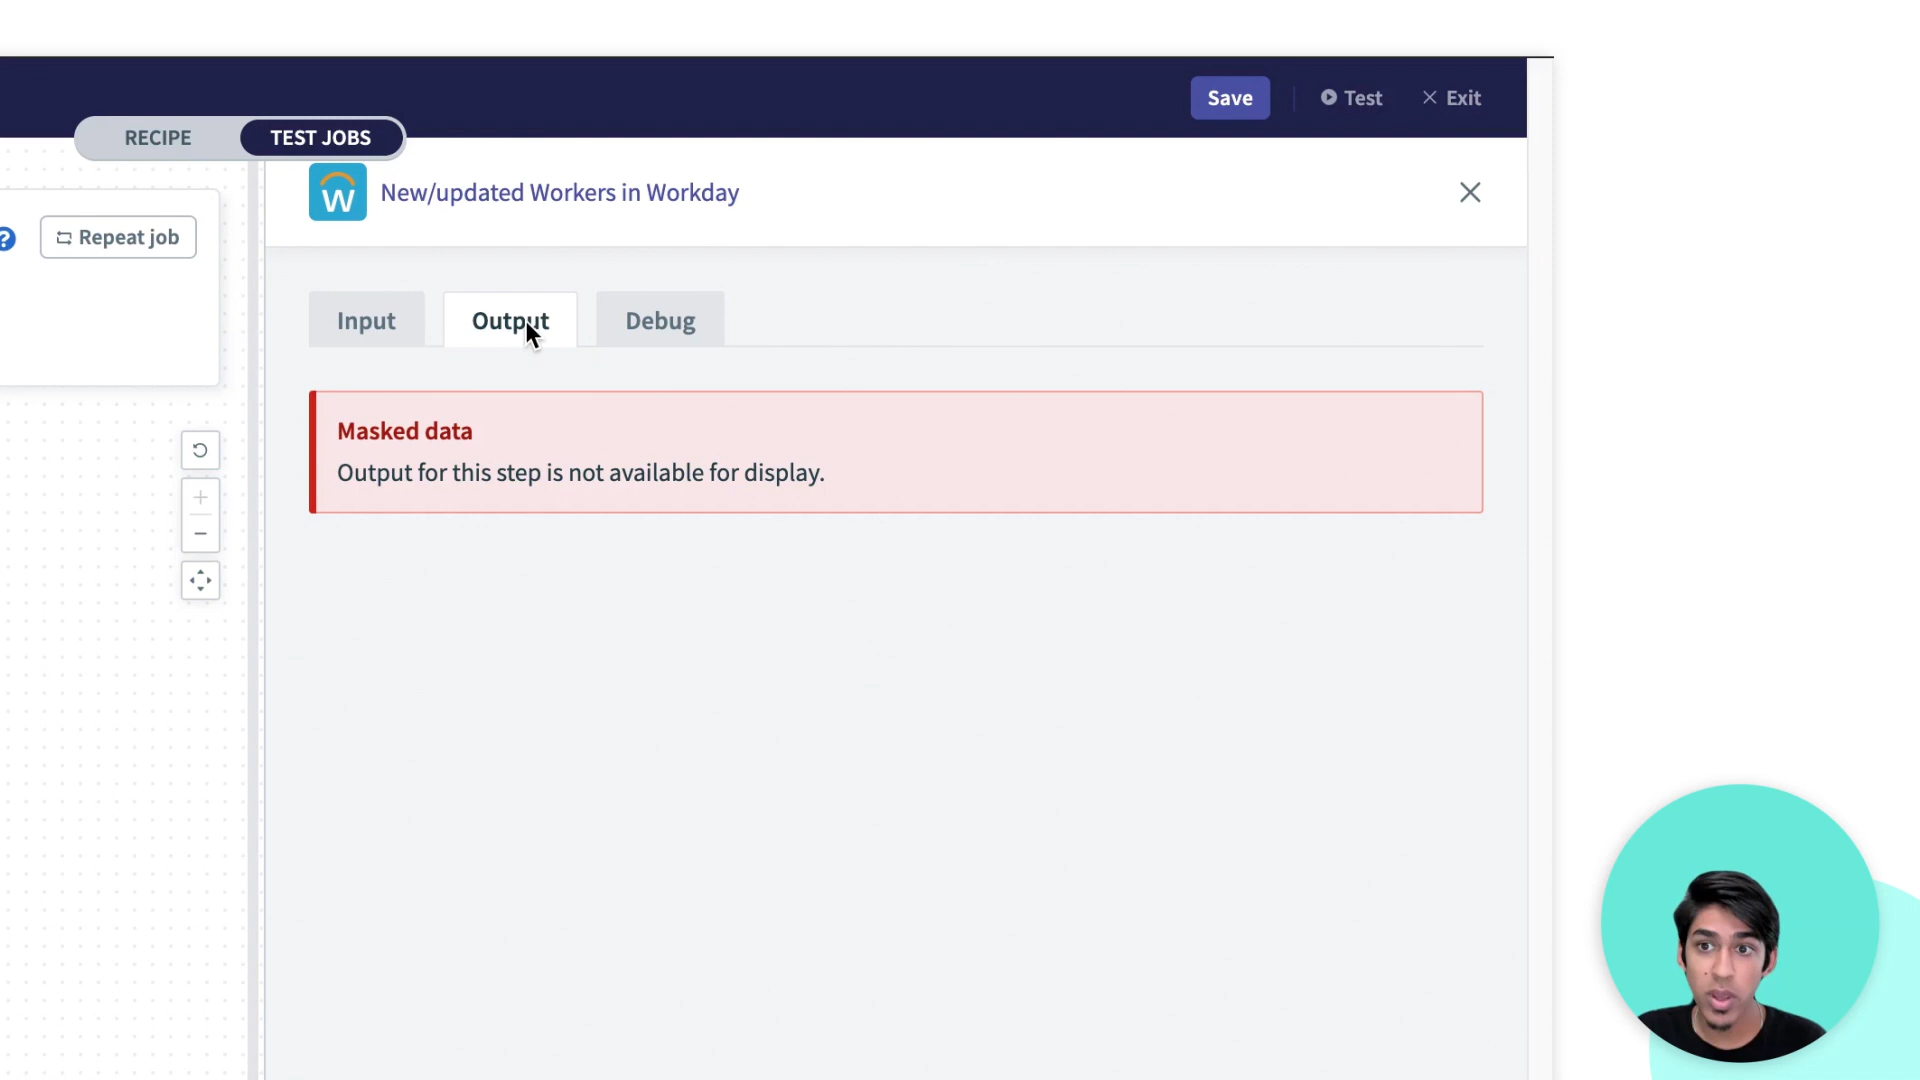 Save
Test
Exit
RECIPE
TEST JOBS
W
New/updated Workers in Workday
?
Repeat job
Input
Output
Debug
Masked data
Output for this step is not available for display.